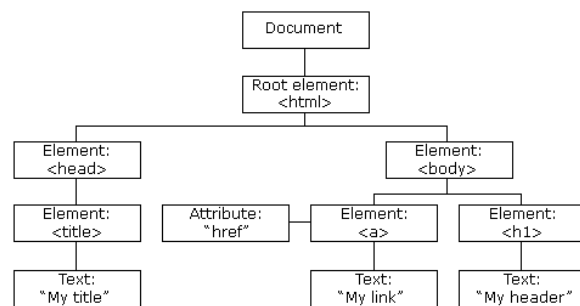 Document
Root element:
<html>
Element:
<head>
Element:
<body>
Element:
<title>
Attribute:
“href”
Element:
<a>
Element:
<h1>
Text:
“My title”
Text:
“My link”
Text:
“My header”